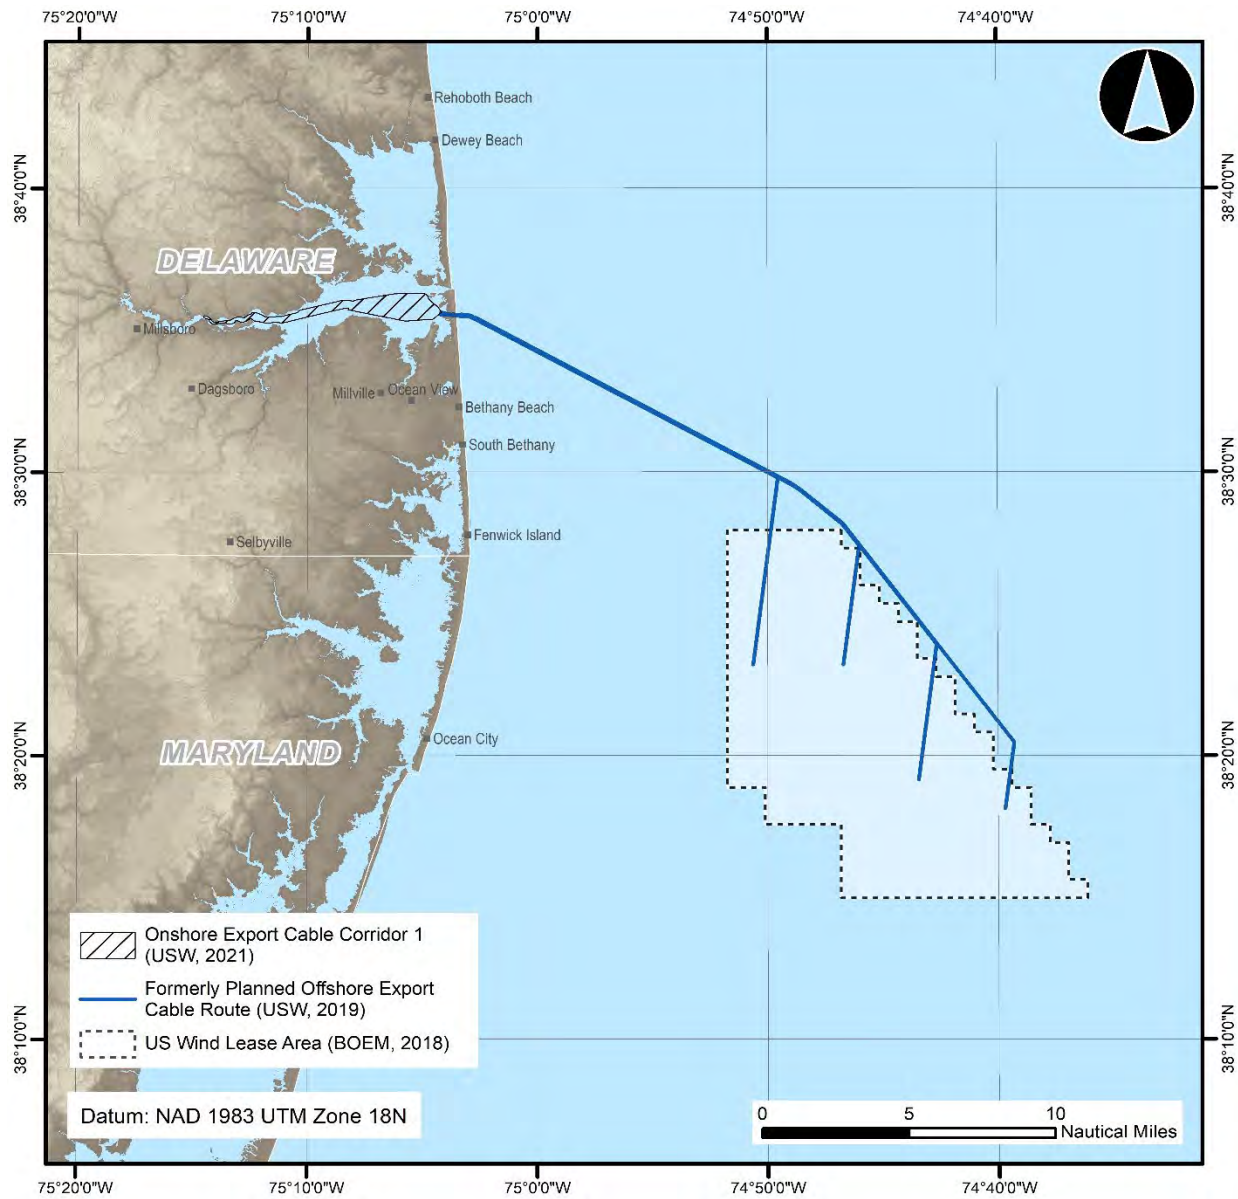 75°20'0"W 75°10'0"W 75°0'0"W 74°50'0"W 74°40'0"W
Rehoboth Beach
Dewey Beach
38°40'0"N 38°40'0"N
DELAWARE
Millsboro
Dagsboro
Millville Ocean View
Bethany Beach
South Bethany
38°30'0"N 38°30'0"N
Fenwick Island
Selbyville
Ocean City
MARYLAND
38°20'0"N 38°20'0"N
Onshore Export Cable Corridor 1
(USW, 2021)
Formerly Planned Offshore Export
Cable Route (USW, 2019)
US Wind Lease Area (BOEM, 2018)
38°10'0"N 38°10'0"N
Datum: NAD 1983 UTM Zone 18N
0 5 10
Nautical Miles
75°20'0"W 75°10'0"W 75°0'0"W 74°50'0"W 74°40'0"W